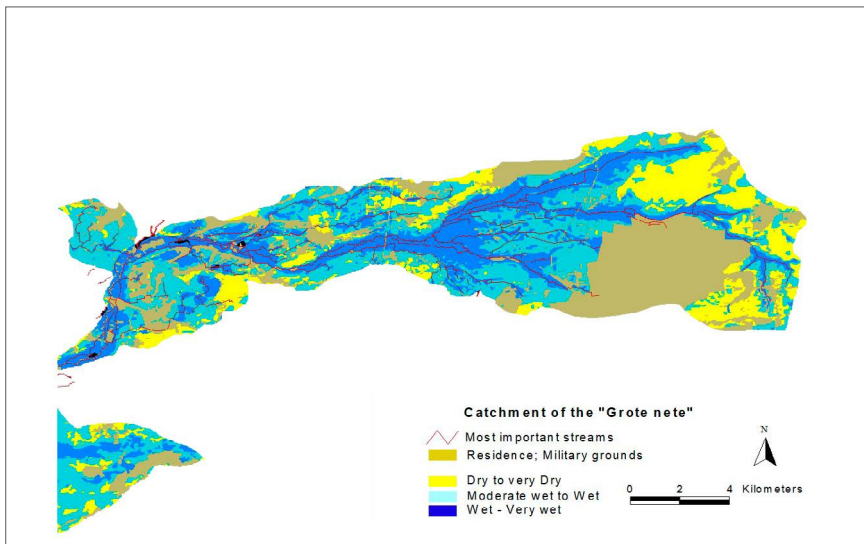 Catchment of the "Grote nete"
Most important streams
Residence; Military grounds
Dry to very Dry
Moderate wet to Wet
Wet - Very wet
N
0 2 4 Kilometers